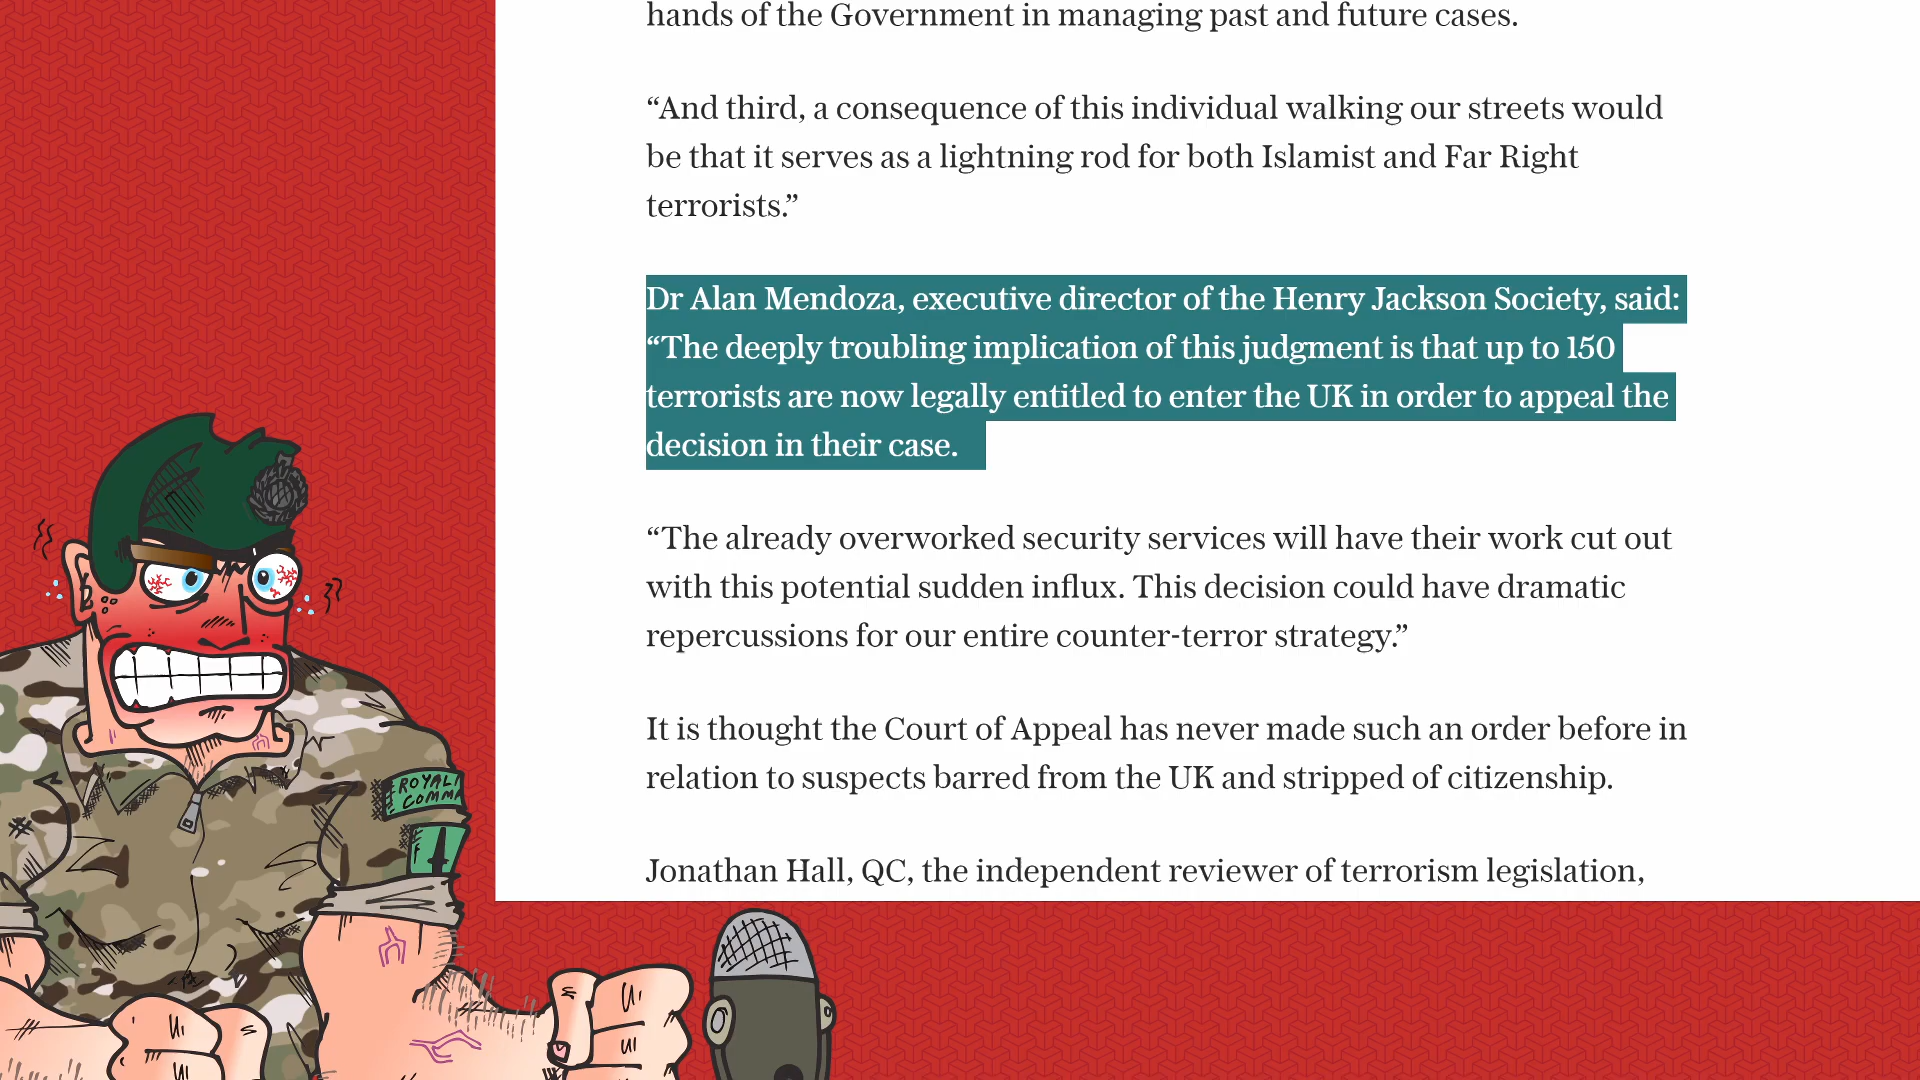 hands of the Government in managing past and future cases.
“And third, a consequence of this individual walking our streets would
be that it serves as a lightning rod for both Islamist and Far Right
terrorists.”
Dr Alan Mendoza, executive director of the Henry Jackson Society, said:
“The deeply troubling implication of this judgment is that up to 150
terrorists are now legally entitled to enter the UK in order to appeal the
decision in their case.
“The already overworked security services will have their work cut out
with this potential sudden influx. This decision could have dramatic
repercussions for our entire counter-terror strategy.”
It is thought the Court of Appeal has never made such an order before in
relation to suspects barred from the UK and stripped of citizenship.
Jonathan Hall, QC, the independent reviewer of terrorism legislation,
ROYAL
COMM